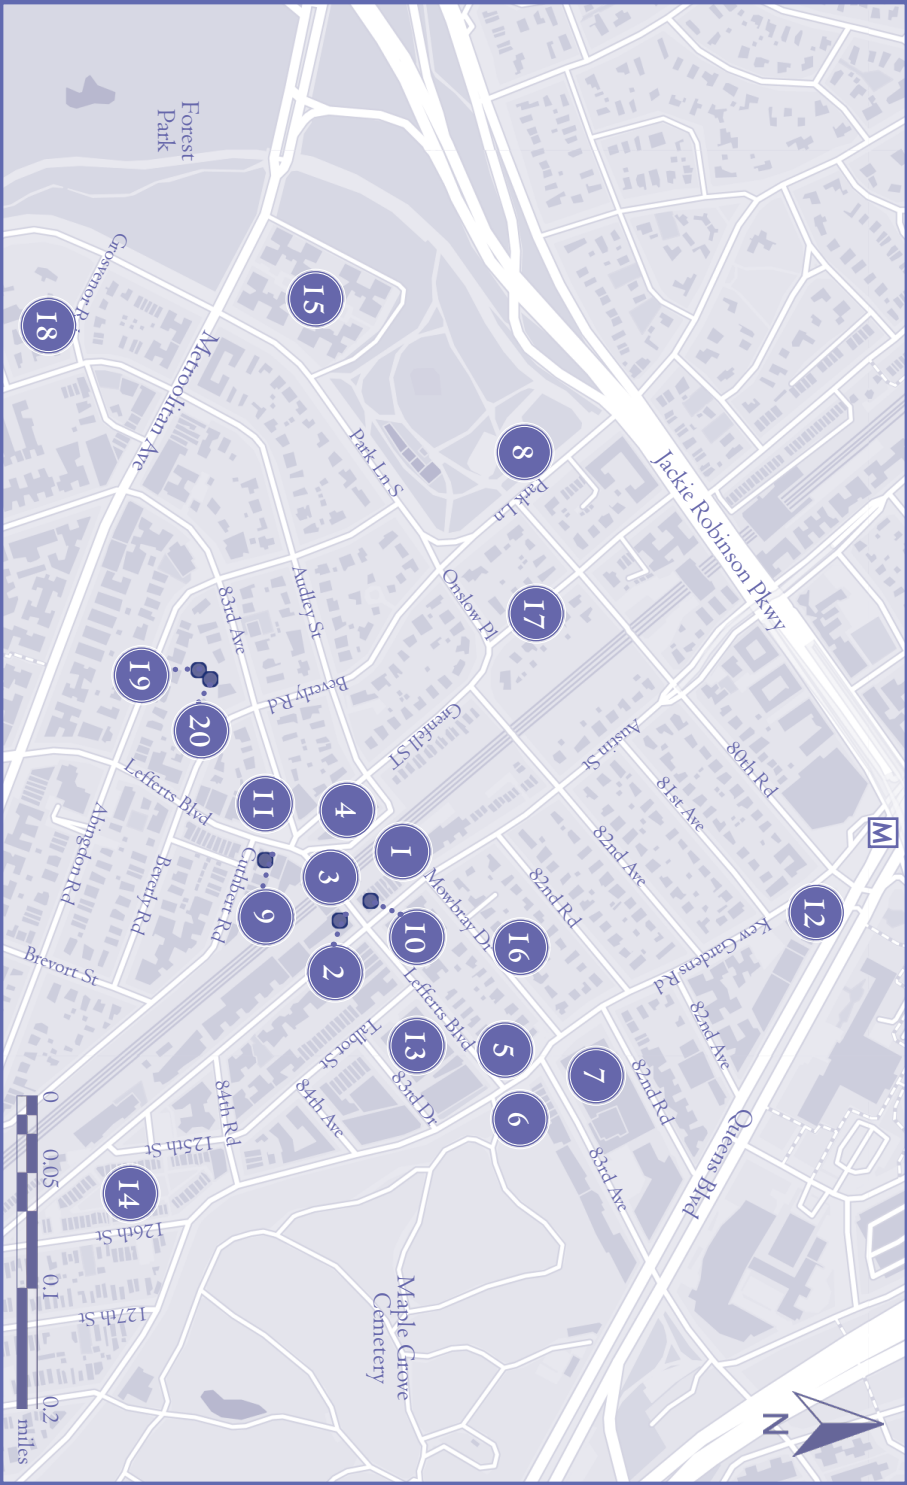 Forest
Park
Grosvenor R
18
15
Metroolitan Ave
Park Ln S
8
Park Ln
Jackie Robinson Pkwy
Onslow Pl
17
83rd Ave
Audley St
Beverly Rd
19
20
Grenfell ST
Austin St
80th Rd
81st Ave
82nd Ave
82nd Rd
M
Lefferts Blvd
11
4
1
3
Mowbray Dr
12
Kew Gardens Rd
Abingdon Rd
Beverly Rd
Cuthbert Rd
9
2
10
16
Lefferts Blvd
Brevort St
Talbot St
13
5
7
6
82nd Ave
82nd Rd
83rd Dr
84th Ave
84th Rd
125th St
14
126th St
127th St
83rd Ave
Queens Blvd
Maple Grove
Cemetery
N
0
0.05
0.1
0.2
miles